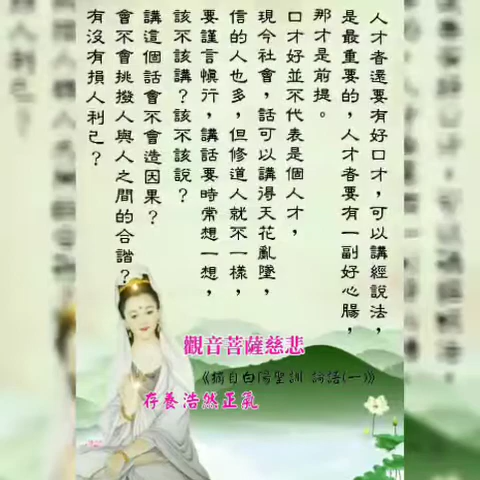 人才者還要有好口才，可以講經說法，
是最重要的，人才者要有一副好心腸，
那才是前提。
口才好並不代表是個人才，
現今社會，話可以講得天花亂墜，
信的人也多，但修道人就不一樣，
要謹言慎行，講話要時常想一想，
該不該講？該不該說？
講這個話會不會造因果？
會不會挑撥人與人之間的合諧？
有沒有損人利己？
觀音菩薩慈悲
《摘自白陽聖訓 論語(一)》
存養浩然正氣